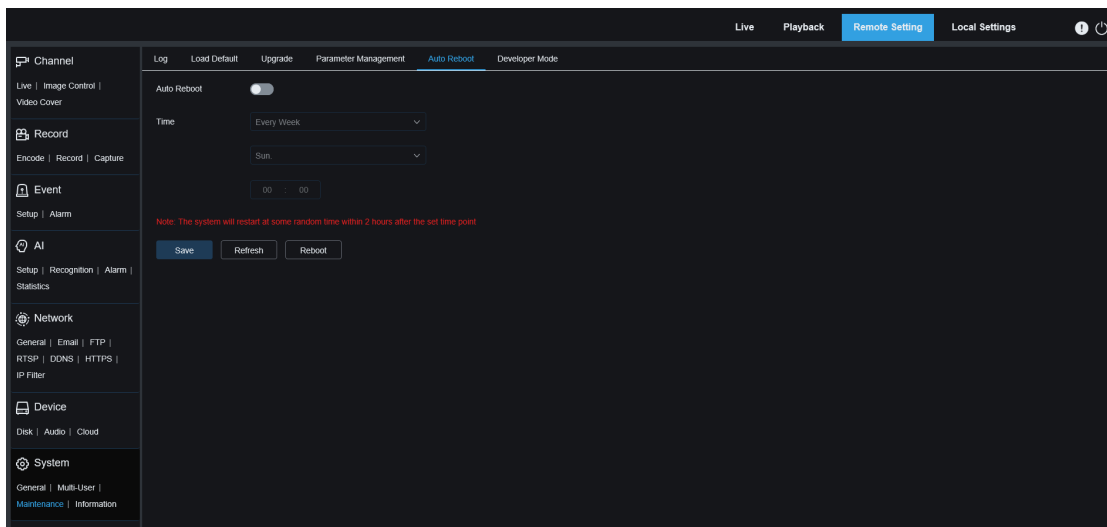 Live Playback Remote Setting Local Settings
Channel
Live | Image Control |
Video Cover
Record
Encode | Record | Capture
Event
Setup | Alarm
AI
Setup | Recognition | Alarm |
Statistics
Network
General | Email | FTP |
RTSP | DDNS | HTTPS |
IP Filter
Device
Disk | Audio | Cloud
System
General | Multi-User |
Maintenance | Information
Log Load Default Upgrade Parameter Management Auto Reboot Developer Mode
Auto Reboot
Time Every Week
Sun.
00 : 00
Note: The system will restart at some random time within 2 hours after the set time point
Save Refresh Reboot